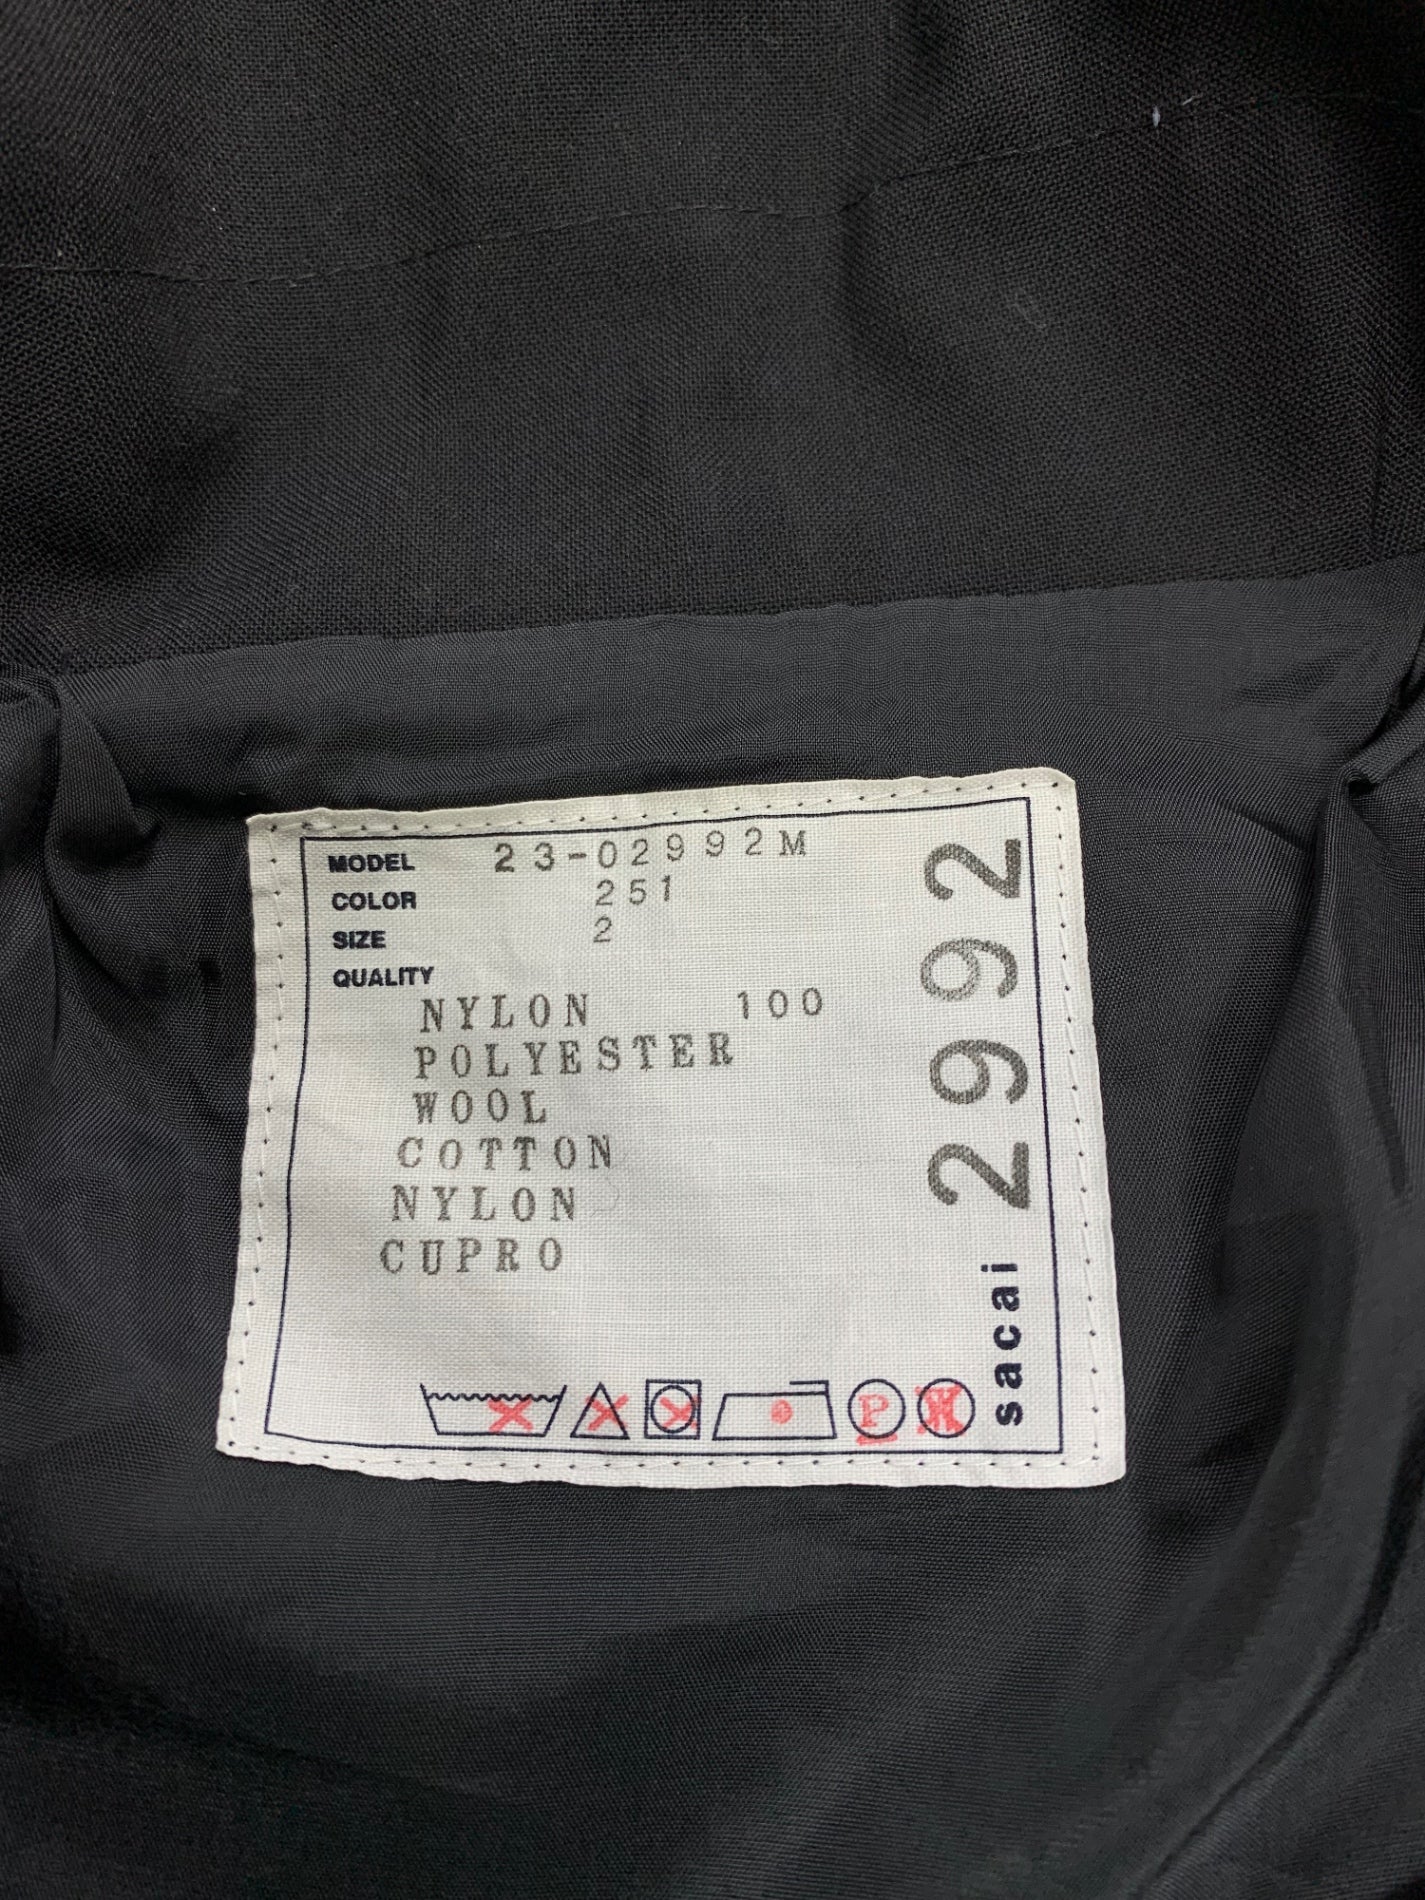 MODEL 23-02992M
COLOR 251
SIZE 2
QUALITY
NYLON 100
POLYESTER
WOOL
COTTON
NYLON
CUPRO
P
W
2992
sacai